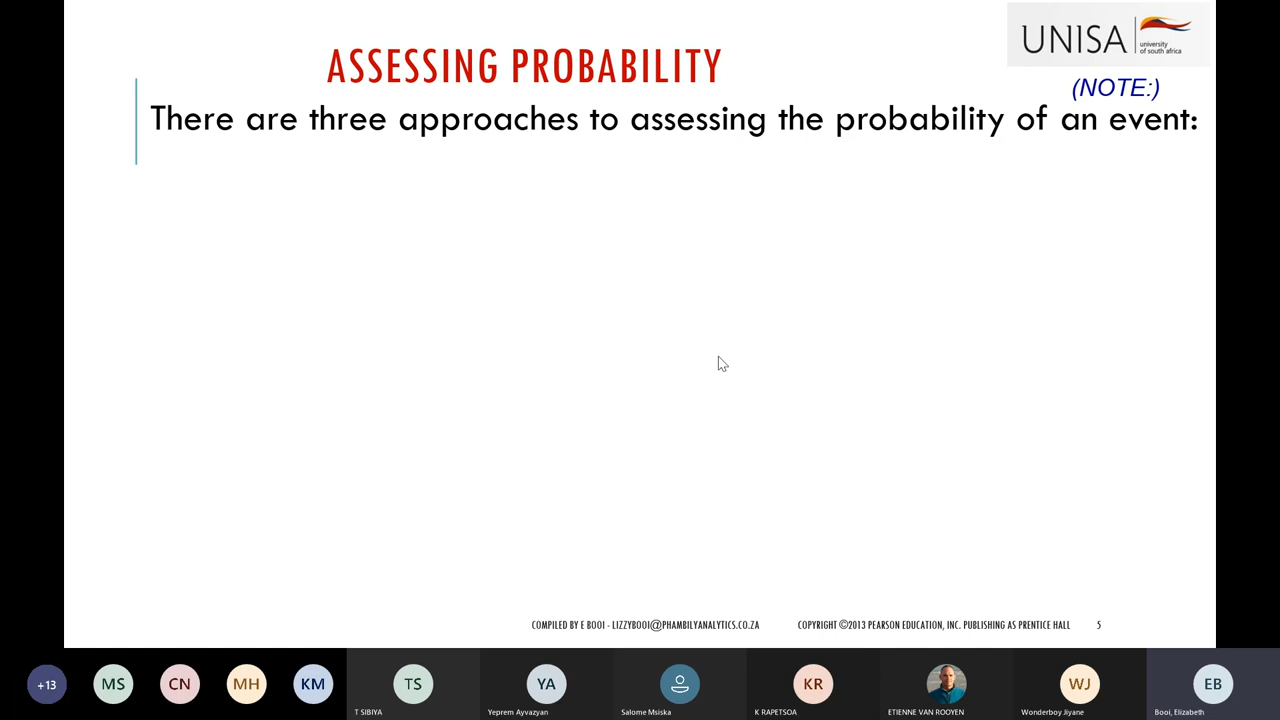 ASSESSING PROBABILITY
UNISA university
of south africa
(NOTE:)
There are three approaches to assessing the probability of an event:
COMPILED BY E BOOI - LIZZYBOOI@PHAMBILYANALYTICS.CO.ZA COPYRIGHT ©2013 PEARSON EDUCATION, INC. PUBLISHING AS PRENTICE HALL 5
+13 MS CN MH KM TS YA KR WJ EB
T SIBIYA Yeprem Ayvazyan Salome Msiska K RAPETSOA ETIENNE VAN ROOYEN Wonderboy Jiyane Booi, Elizabeth